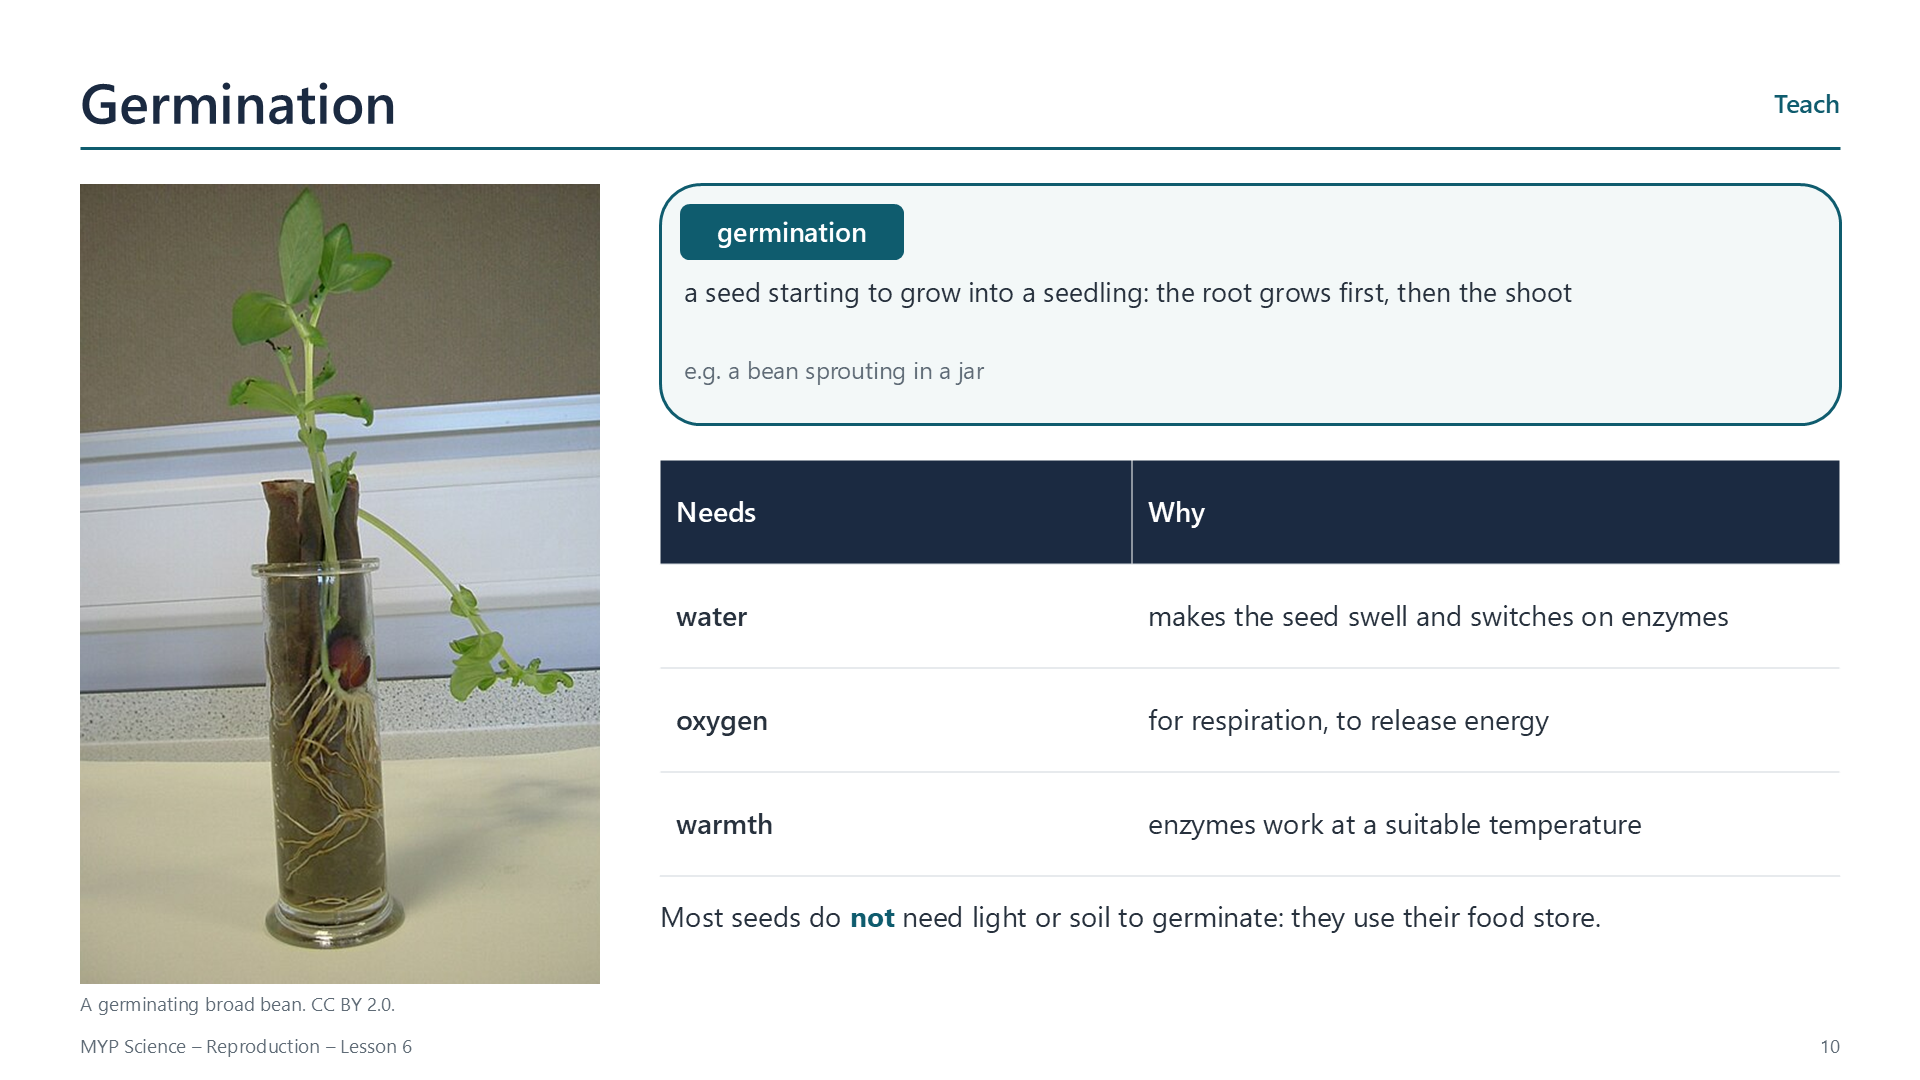 Germination
Teach
germination
a seed starting to grow into a seedling: the root grows first, then the shoot
e.g. a bean sprouting in a jar
Needs
Why
water
makes the seed swell and switches on enzymes
oxygen
for respiration, to release energy
warmth
enzymes work at a suitable temperature
Most seeds do not need light or soil to germinate: they use their food store.
A germinating broad bean. CC BY 2.0.
MYP Science – Reproduction – Lesson 6
10